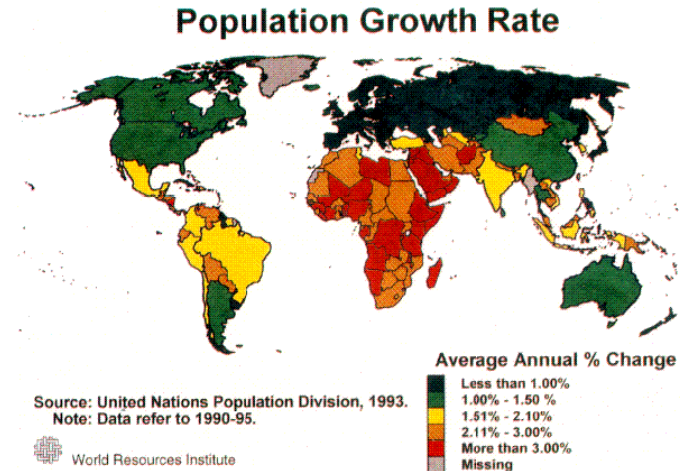 Population Growth Rate
Average Annual % Change
Less than 1.00%
1.00% - 1.50 %
1.51% - 2.10%
2.11% - 3.00%
More than 3.00%
Missing
Source: United Nations Population Division, 1993.
Note: Data refer to 1990-95.
World Resources Institute